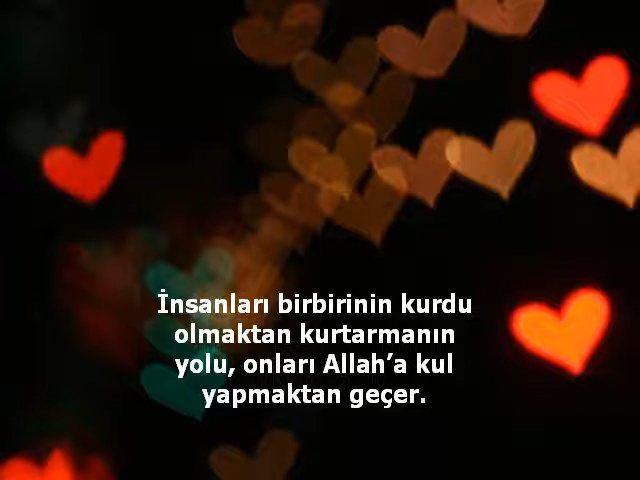 İnsanları birbirinin kurdu
olmaktan kurtarmanın
yolu, onları Allah’a kul
yapmaktan geçer.